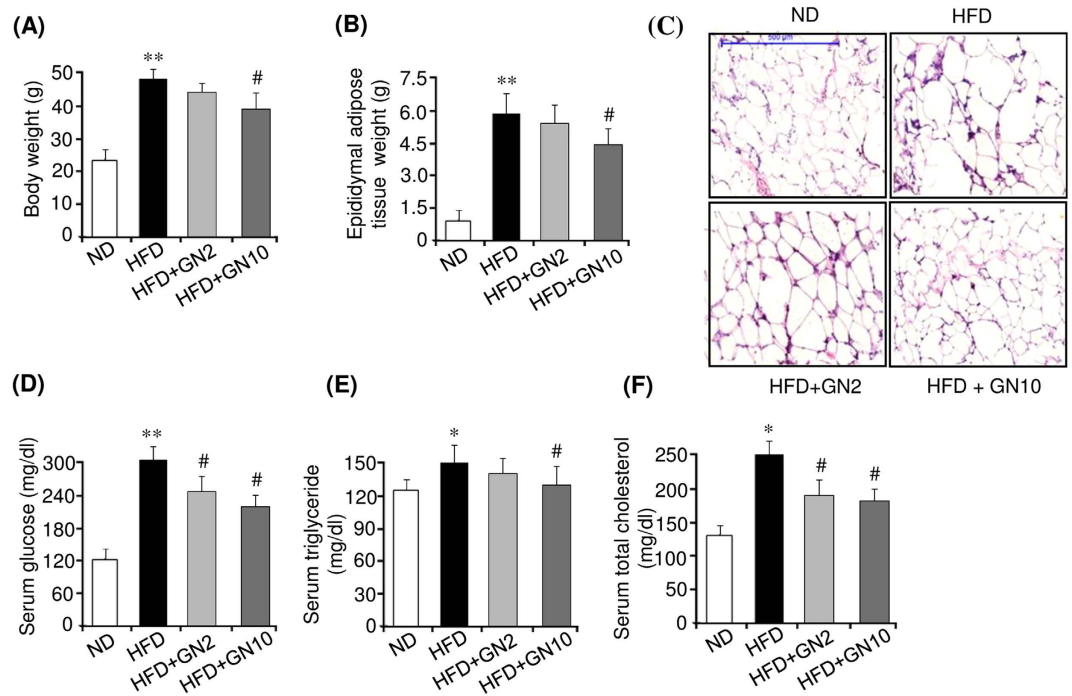 (A)
Body weight (g)
50
40
30
20
10
0
**
#
ND
HFD
HFD+GN2
HFD+GN10
(B)
Epididymal adipose
tissue weight (g)
7.5
6.0
4.5
3.0
1.5
0
**
#
ND
HFD
HFD+GN2
HFD+GN10
(C)
ND
HFD
500 µm
HFD+GN2
HFD + GN10
(D)
Serum glucose (mg/dl)
300
240
180
120
60
0
**
#
#
ND
HFD
HFD+GN2
HFD+GN10
(E)
Serum triglyceride
(mg/dl)
150
120
90
60
30
0
*
#
ND
HFD
HFD+GN2
HFD+GN10
(F)
Serum total cholesterol
(mg/dl)
250
200
150
100
50
0
*
#
#
ND
HFD
HFD+GN2
HFD+GN10